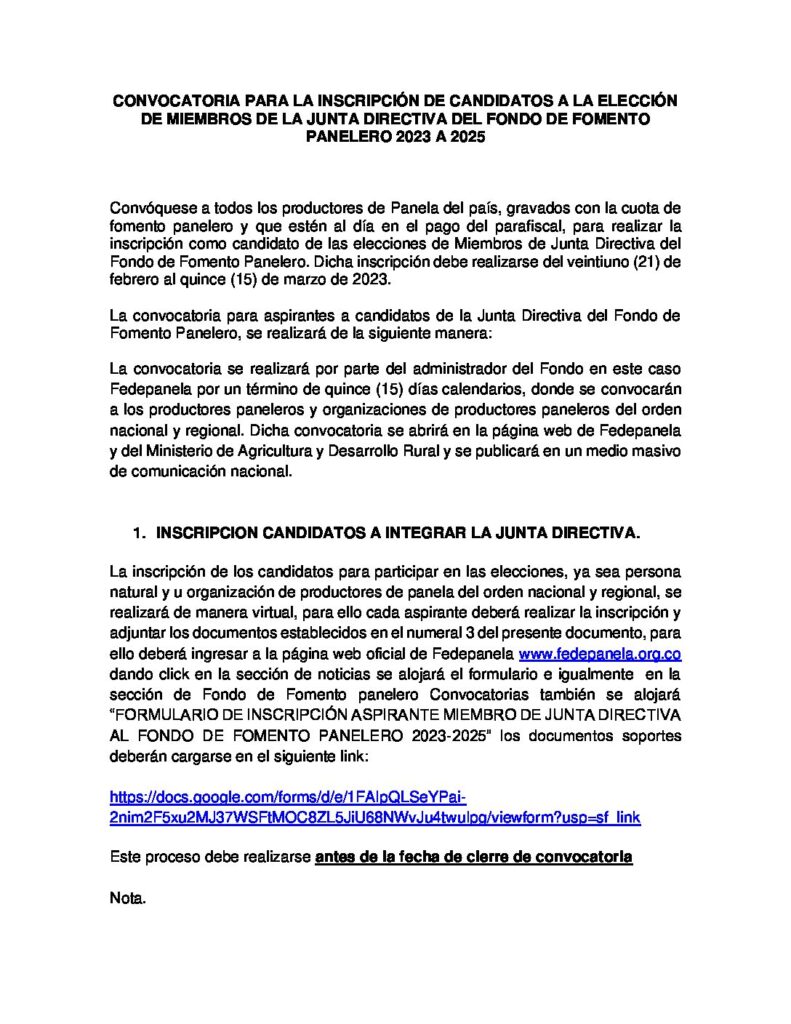 CONVOCATORIA PARA LA INSCRIPCIÓN DE CANDIDATOS A LA ELECCIÓN
DE MIEMBROS DE LA JUNTA DIRECTIVA DEL FONDO DE FOMENTO
PANELERO 2023 A 2025
Convóquese a todos los productores de Panela del país, gravados con la cuota de
fomento panelero y que estén al día en el pago del parafiscal, para realizar la
inscripción como candidato de las elecciones de Miembros de Junta Directiva del
Fondo de Fomento Panelero. Dicha inscripción debe realizarse del veintiuno (21) de
febrero al quince (15) de marzo de 2023.
La convocatoria para aspirantes a candidatos de la Junta Directiva del Fondo de
Fomento Panelero, se realizará de la siguiente manera:
La convocatoria se realizará por parte del administrador del Fondo en este caso
Fedepanela por un término de quince (15) días calendarios, donde se convocarán
a los productores paneleros y organizaciones de productores paneleros del orden
nacional y regional. Dicha convocatoria se abrirá en la página web de Fedepanela
y del Ministerio de Agricultura y Desarrollo Rural y se publicará en un medio masivo
de comunicación nacional.
1. INSCRIPCION CANDIDATOS A INTEGRAR LA JUNTA DIRECTIVA.
La inscripción de los candidatos para participar en las elecciones, ya sea persona
natural y u organización de productores de panela del orden nacional y regional, se
realizará de manera virtual, para ello cada aspirante deberá realizar la inscripción y
adjuntar los documentos establecidos en el numeral 3 del presente documento, para
ello deberá ingresar a la página web oficial de Fedepanela www.fedepanela.org.co
dando click en la sección de noticias se alojará el formulario e igualmente en la
sección de Fondo de Fomento panelero Convocatorias también se alojará
"FORMULARIO DE INSCRIPCIÓN ASPIRANTE MIEMBRO DE JUNTA DIRECTIVA
AL FONDO DE FOMENTO PANELERO 2023-2025" los documentos soportes
deberán cargarse en el siguiente link:
https://docs.google.com/forms/d/e/1FAIpQLSeYPai-
2nim2F5xu2MJ37WSFtMOC8ZL5JiU68NWvJu4twulpg/viewform?usp=sf_link
Este proceso debe realizarse antes de la fecha de cierre de convocatoria
Nota.